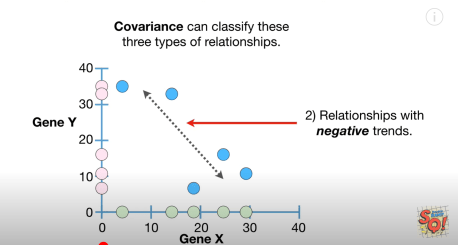 Covariance can classify these
three types of relationships.
40
30
Gene Y
20
10
0
2) Relationships with
negative trends.
0
10
20
30
40
Gene X
SQ!